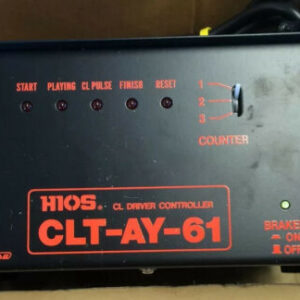 START PLAYING CL PULSE FINISH RESET
1
2
3
COUNTER
HIOS® CL DRIVER CONTROLLER
CLT-AY-61
BRAKE
ON
OFF